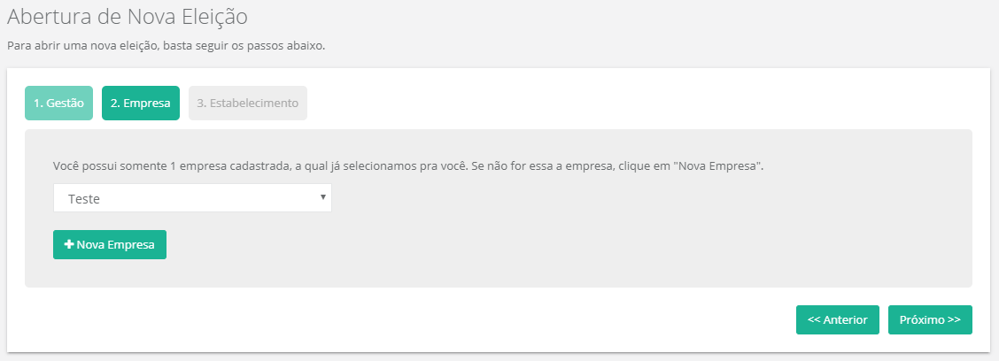 Abertura de Nova Eleição
Para abrir uma nova eleição, basta seguir os passos abaixo.
1. Gestão
2. Empresa
3. Estabelecimento
Você possui somente 1 empresa cadastrada, a qual já selecionamos pra você. Se não for essa a empresa, clique em "Nova Empresa".
Teste
Nova Empresa
<< Anterior
Próximo >>